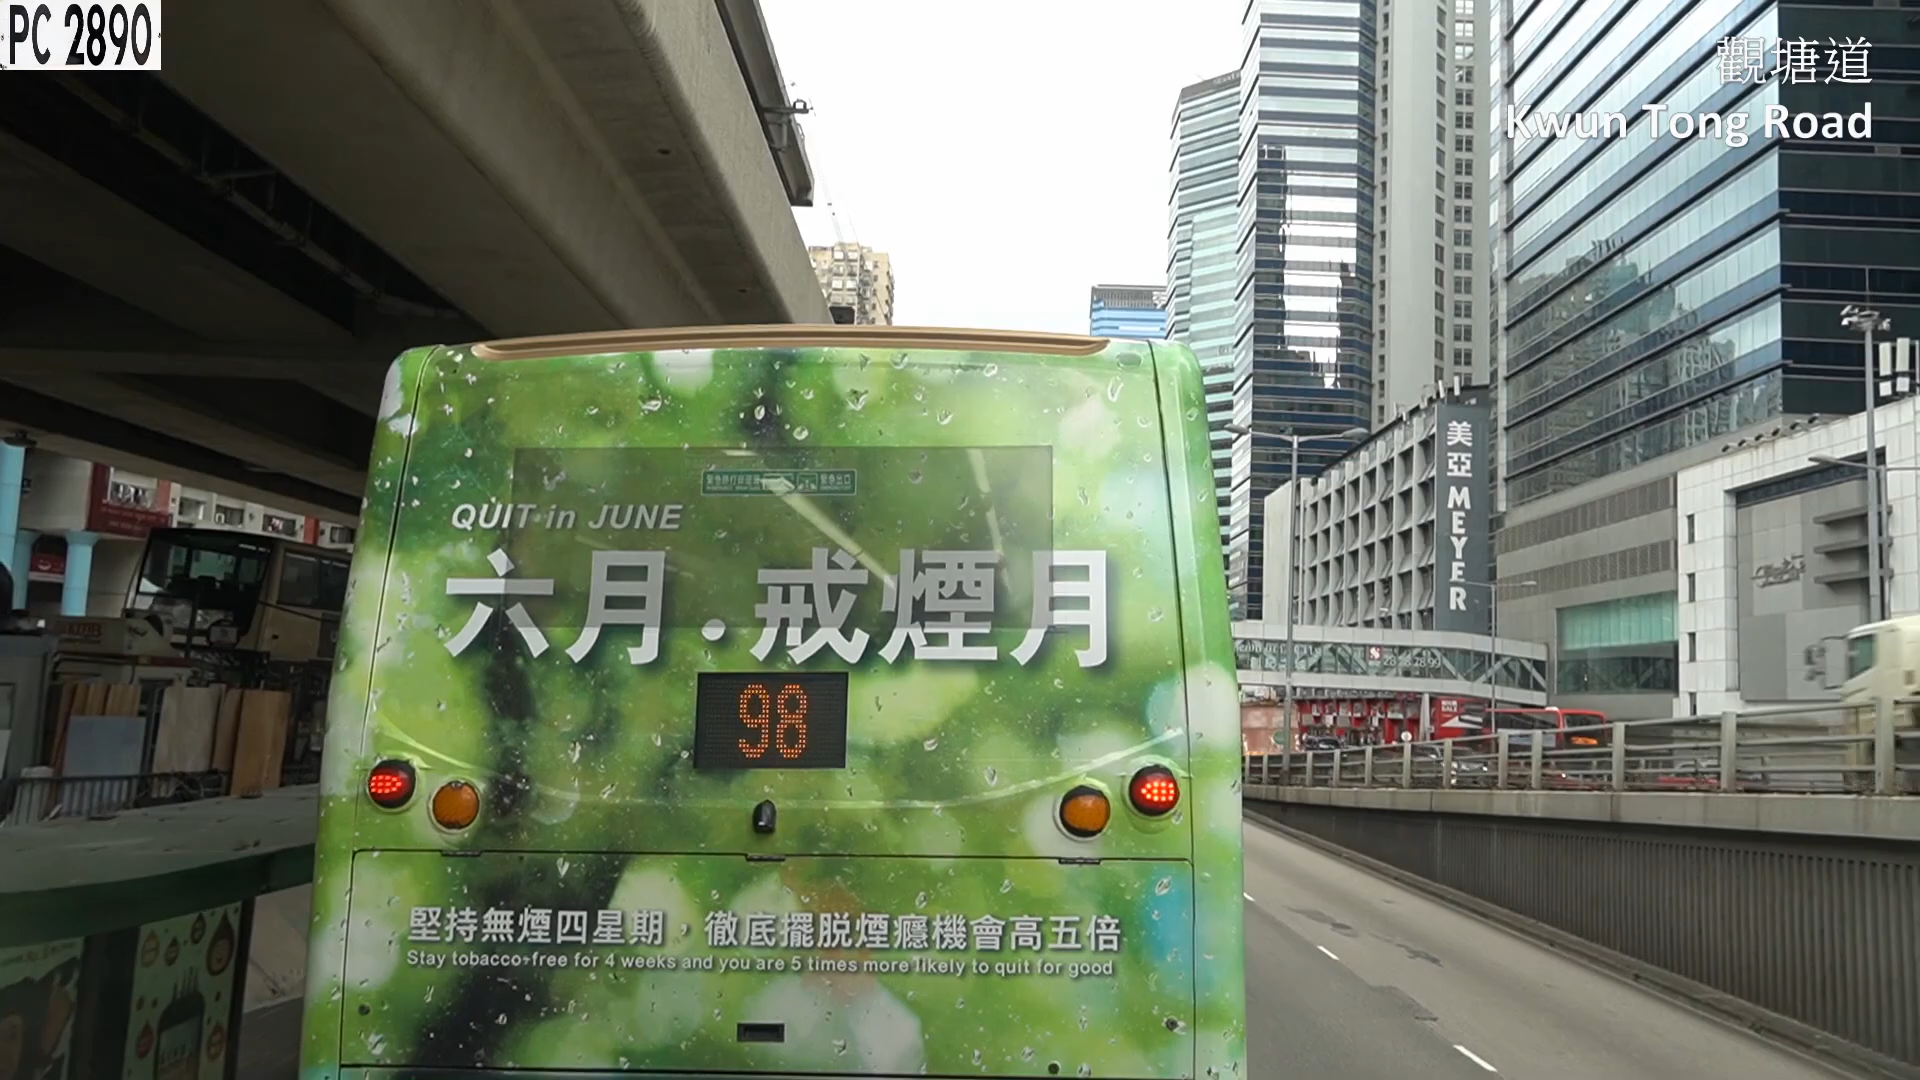 PC 2890
觀塘道
Kwun Tong Road
QUIT in JUNE
六月·戒煙月
98
堅持無煙四星期，徹底擺脫煙癮機會高五倍
Stay tobacco-free for 4 weeks and you are 5 times more likely to quit for good
美亞 MEYER